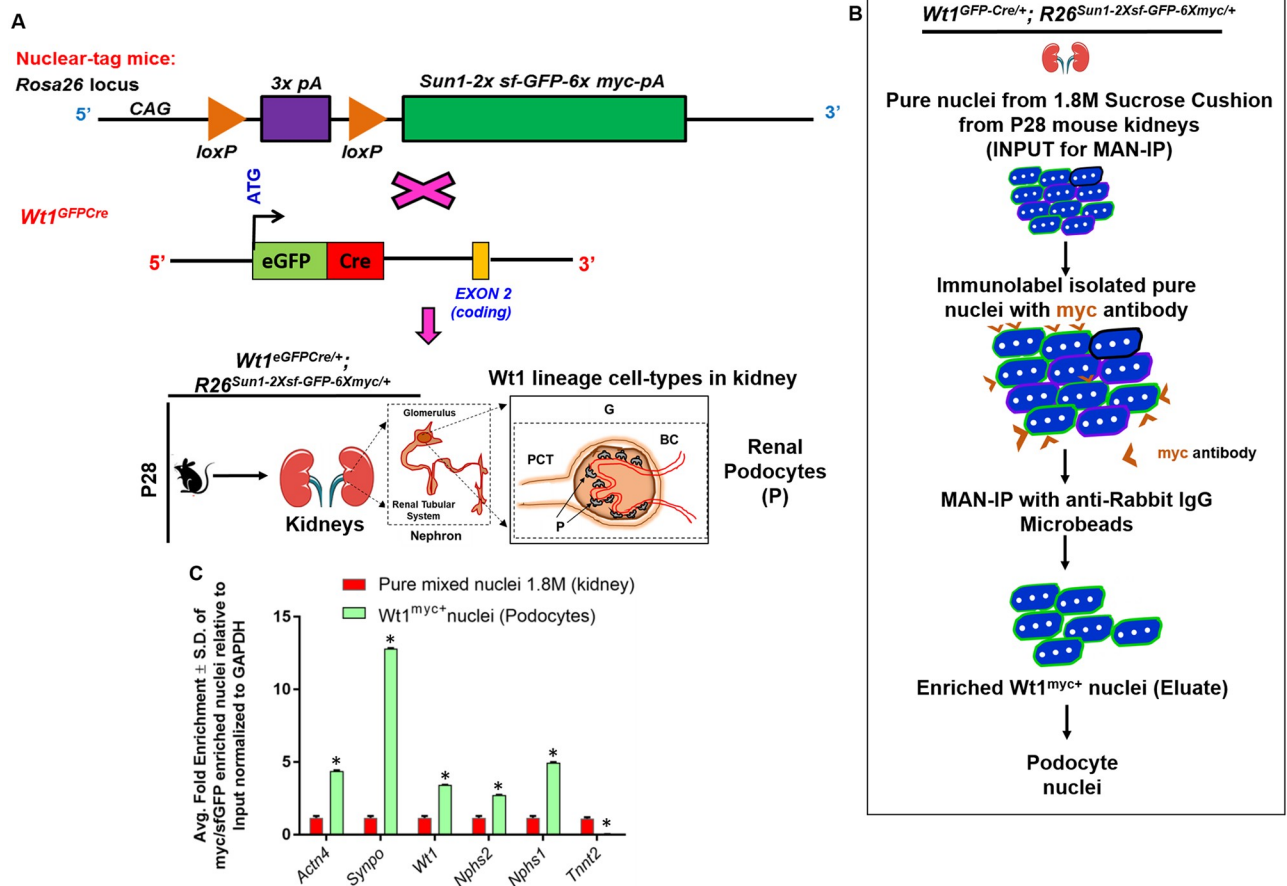 A
Nuclear-tag mice:
Rosa26 locus
5’
CAG
loxP
3x pA
loxP
Sun1-2x sf-GFP-6x myc-pA
3’
ATG
Wt1GFPCre
5’
eGFP
Cre
3’
EXON 2
(coding)
Wt1eGFPCre/+;
R26Sun1-2Xsf-GFP-6Xmyc/+
P28
Kidneys
Glomerulus
Renal Tubular
System
Nephron
Wt1 lineage cell-types in kidney
G
PCT
BC
P
Renal
Podocytes
(P)
B
Wt1GFP-Cre/+; R26Sun1-2Xsf-GFP-6Xmyc/+
Pure nuclei from 1.8M Sucrose Cushion
from P28 mouse kidneys
(INPUT for MAN-IP)
Immunolabel isolated pure
nuclei with myc antibody
myc antibody
MAN-IP with anti-Rabbit IgG
Microbeads
Enriched Wt1myc+ nuclei (Eluate)
Podocyte
nuclei
C
Pure mixed nuclei 1.8M (kidney)
Wt1myc+nuclei (Podocytes)
Avg. Fold Enrichment ± S.D. of
myc/sfGFP enriched nuclei relative to
Input normalized to GAPDH
15
10
5
0
*
*
*
*
*
*
Actn4
Synpo
Wt1
Nphs2
Nphs1
Tnnt2